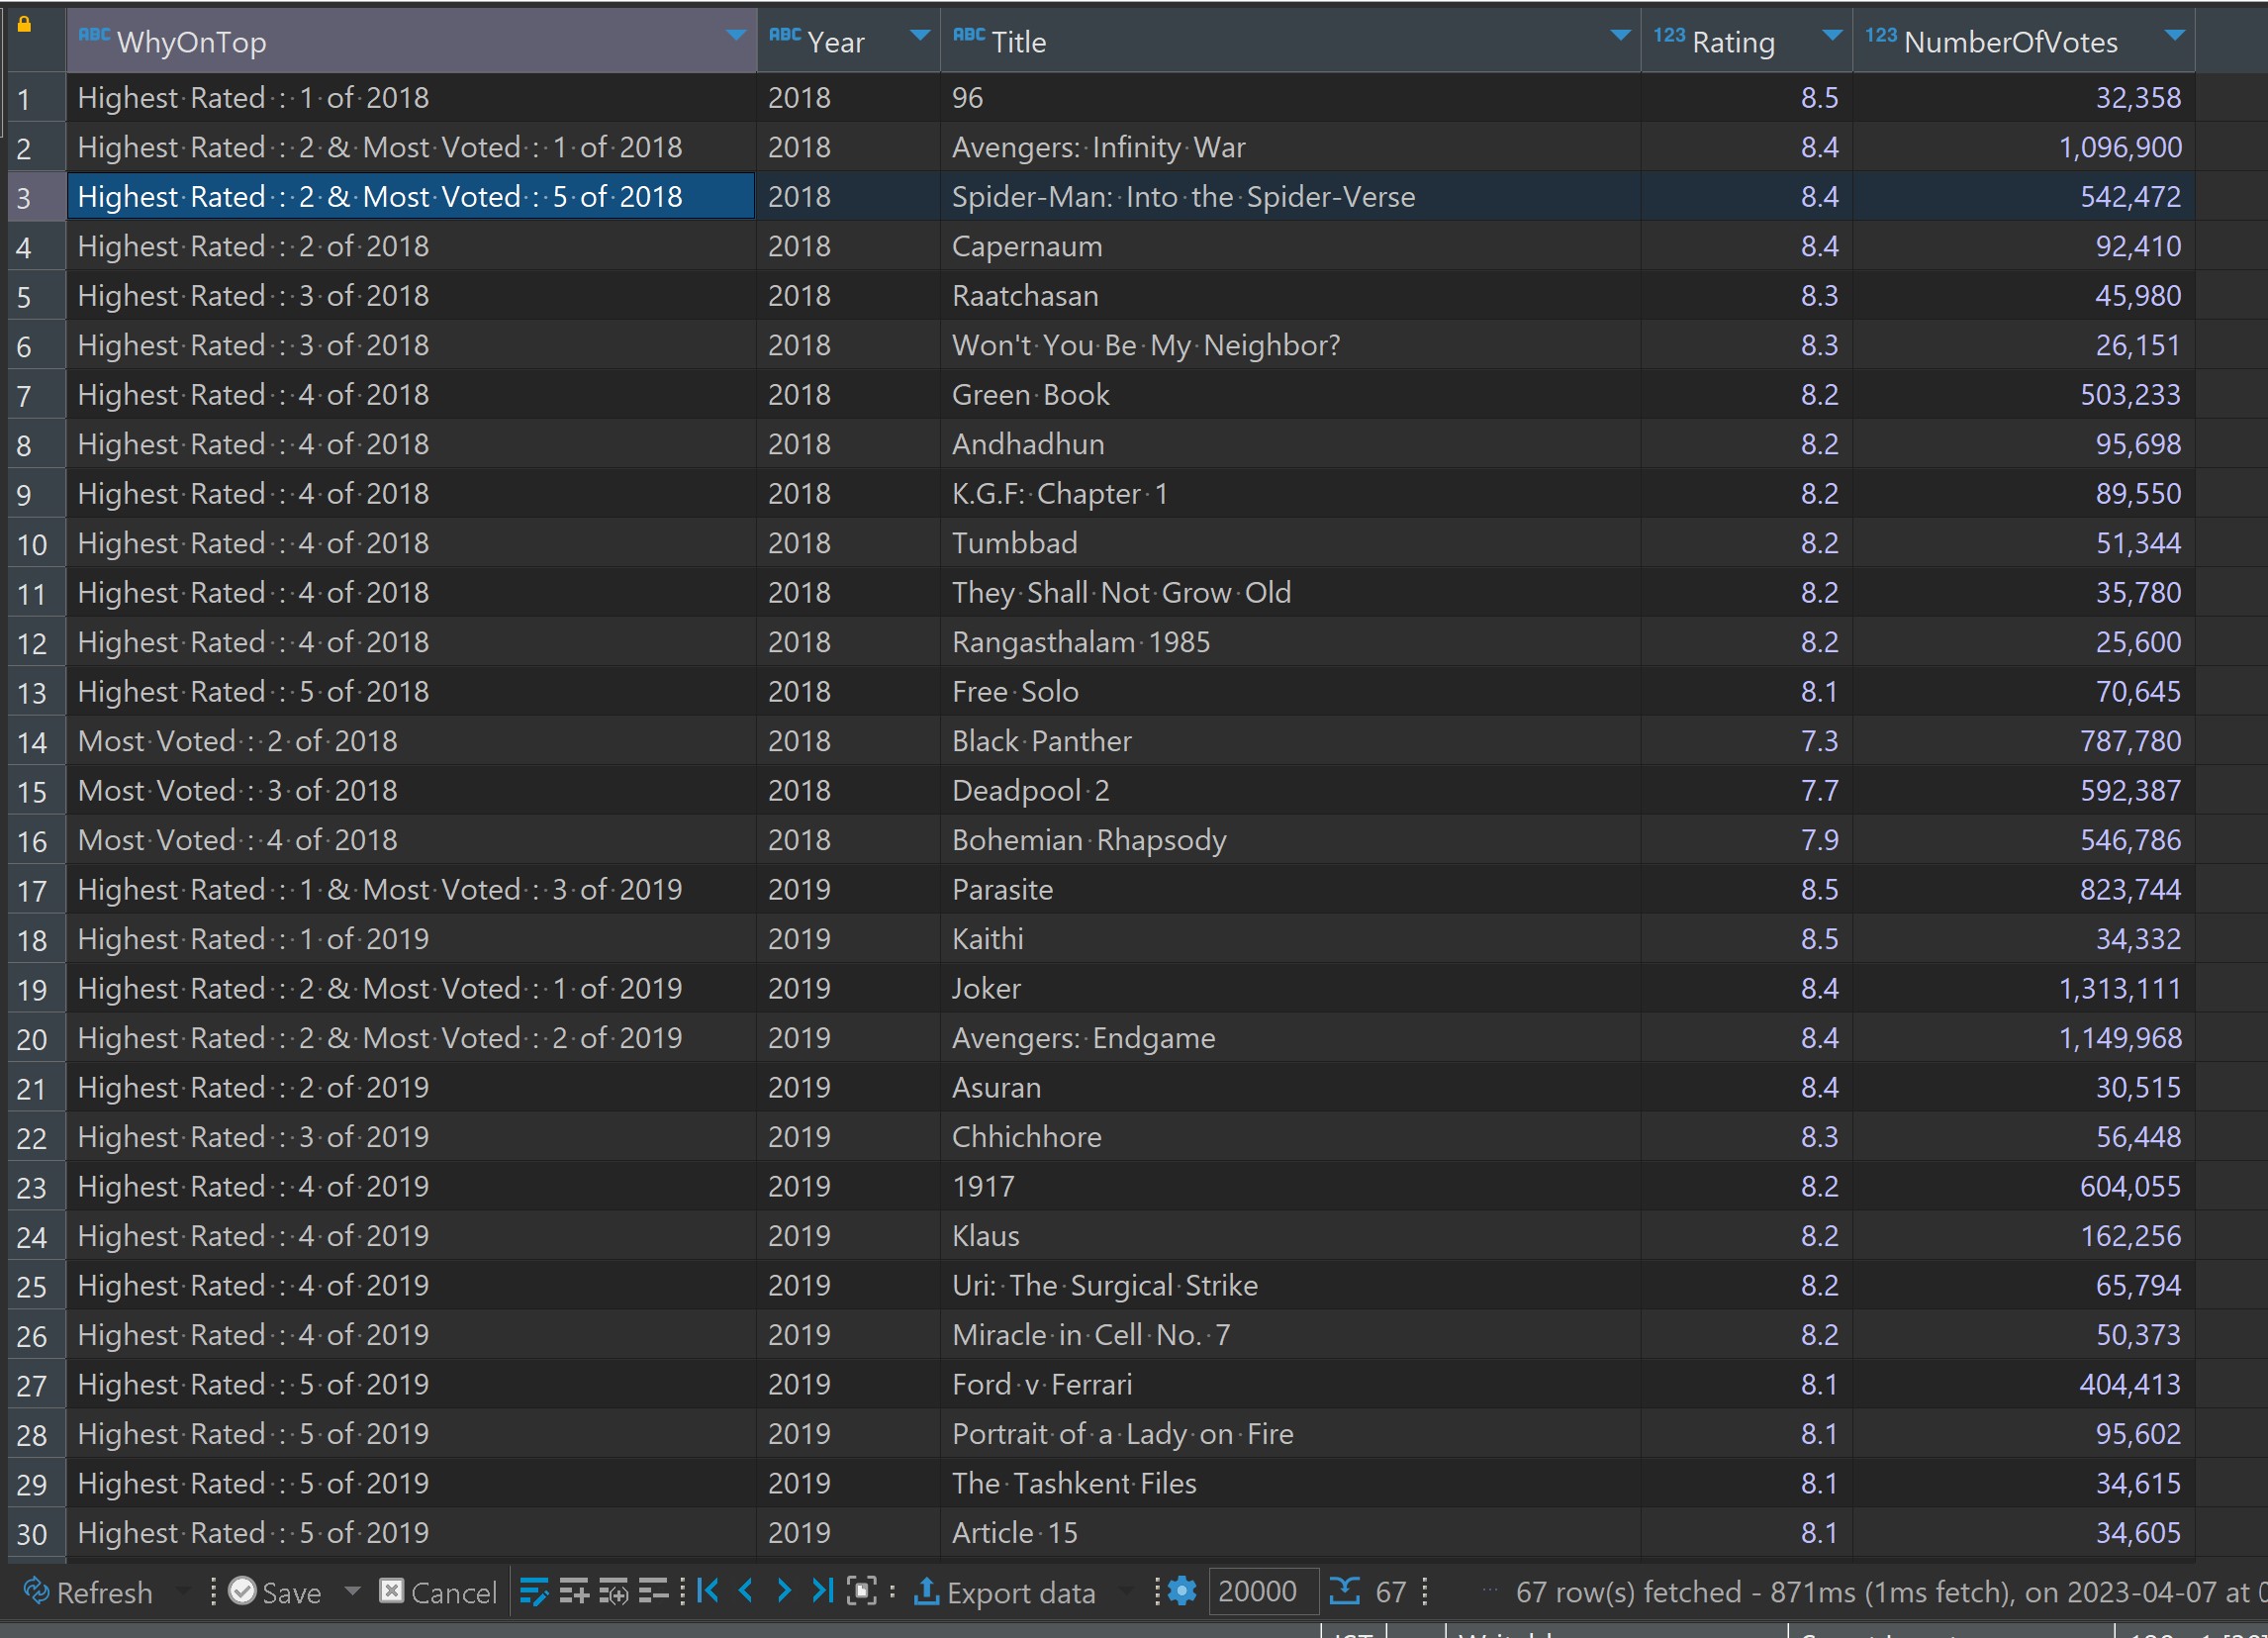 ABC WhyOnTop ABC Year ABC Title 123 Rating 123 NumberOfVotes
1 Highest Rated : 1 of 2018 2018 96 8.5 32,358
2 Highest Rated : 2 & Most Voted : 1 of 2018 2018 Avengers: Infinity War 8.4 1,096,900
3 Highest Rated : 2 & Most Voted : 5 of 2018 2018 Spider-Man: Into the Spider-Verse 8.4 542,472
4 Highest Rated : 2 of 2018 2018 Capernaum 8.4 92,410
5 Highest Rated : 3 of 2018 2018 Raatchasan 8.3 45,980
6 Highest Rated : 3 of 2018 2018 Won't You Be My Neighbor? 8.3 26,151
7 Highest Rated : 4 of 2018 2018 Green Book 8.2 503,233
8 Highest Rated : 4 of 2018 2018 Andhadhun 8.2 95,698
9 Highest Rated : 4 of 2018 2018 K.G.F: Chapter 1 8.2 89,550
10 Highest Rated : 4 of 2018 2018 Tumbbad 8.2 51,344
11 Highest Rated : 4 of 2018 2018 They Shall Not Grow Old 8.2 35,780
12 Highest Rated : 4 of 2018 2018 Rangasthalam 1985 8.2 25,600
13 Highest Rated : 5 of 2018 2018 Free Solo 8.1 70,645
14 Most Voted : 2 of 2018 2018 Black Panther 7.3 787,780
15 Most Voted : 3 of 2018 2018 Deadpool 2 7.7 592,387
16 Most Voted : 4 of 2018 2018 Bohemian Rhapsody 7.9 546,786
17 Highest Rated : 1 & Most Voted : 3 of 2019 2019 Parasite 8.5 823,744
18 Highest Rated : 1 of 2019 2019 Kaithi 8.5 34,332
19 Highest Rated : 2 & Most Voted : 1 of 2019 2019 Joker 8.4 1,313,111
20 Highest Rated : 2 & Most Voted : 2 of 2019 2019 Avengers: Endgame 8.4 1,149,968
21 Highest Rated : 2 of 2019 2019 Asuran 8.4 30,515
22 Highest Rated : 3 of 2019 2019 Chhichhore 8.3 56,448
23 Highest Rated : 4 of 2019 2019 1917 8.2 604,055
24 Highest Rated : 4 of 2019 2019 Klaus 8.2 162,256
25 Highest Rated : 4 of 2019 2019 Uri: The Surgical Strike 8.2 65,794
26 Highest Rated : 4 of 2019 2019 Miracle in Cell No. 7 8.2 50,373
27 Highest Rated : 5 of 2019 2019 Ford v Ferrari 8.1 404,413
28 Highest Rated : 5 of 2019 2019 Portrait of a Lady on Fire 8.1 95,602
29 Highest Rated : 5 of 2019 2019 The Tashkent Files 8.1 34,615
30 Highest Rated : 5 of 2019 2019 Article 15 8.1 34,605
Refresh Save Cancel Export data 20000 67 ... 67 row(s) fetched - 871ms (1ms fetch), on 2023-04-07 at